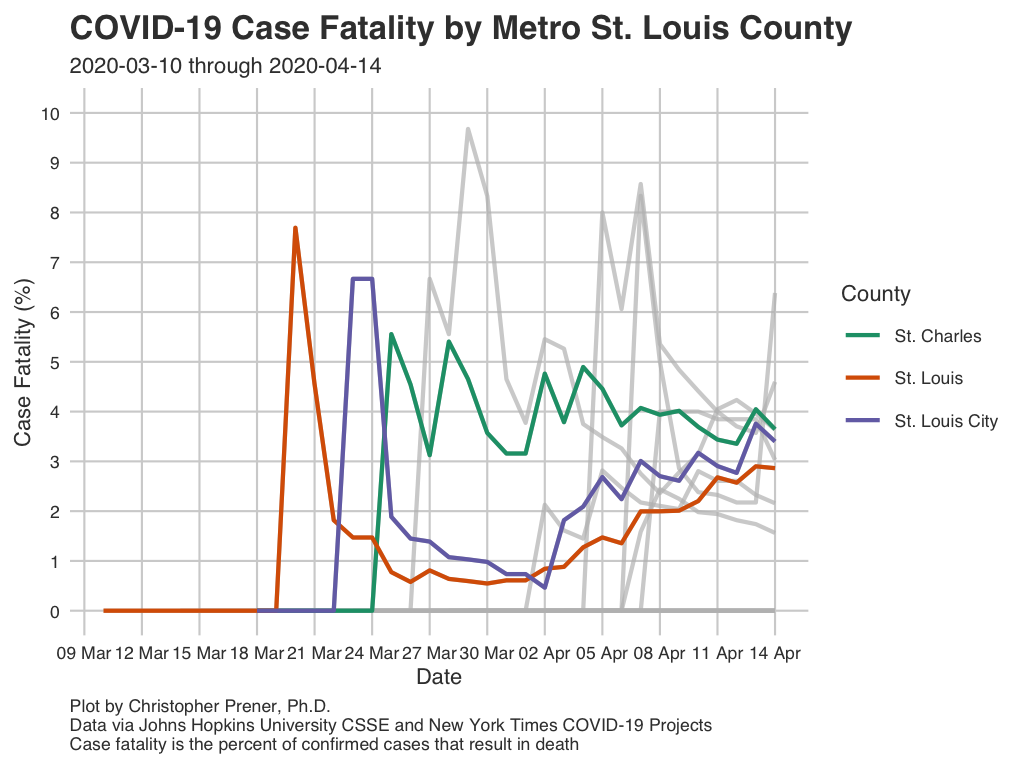 COVID-19 Case Fatality by Metro St. Louis County
2020-03-10 through 2020-04-14
10
9
8
7
6
5
4
3
2
1
0
Case Fatality (%)
09 Mar 12 Mar 15 Mar 18 Mar 21 Mar 24 Mar 27 Mar 30 Mar 02 Apr 05 Apr 08 Apr 11 Apr 14 Apr
Date
County
St. Charles
St. Louis
St. Louis City
Plot by Christopher Prener, Ph.D.
Data via Johns Hopkins University CSSE and New York Times COVID-19 Projects
Case fatality is the percent of confirmed cases that result in death